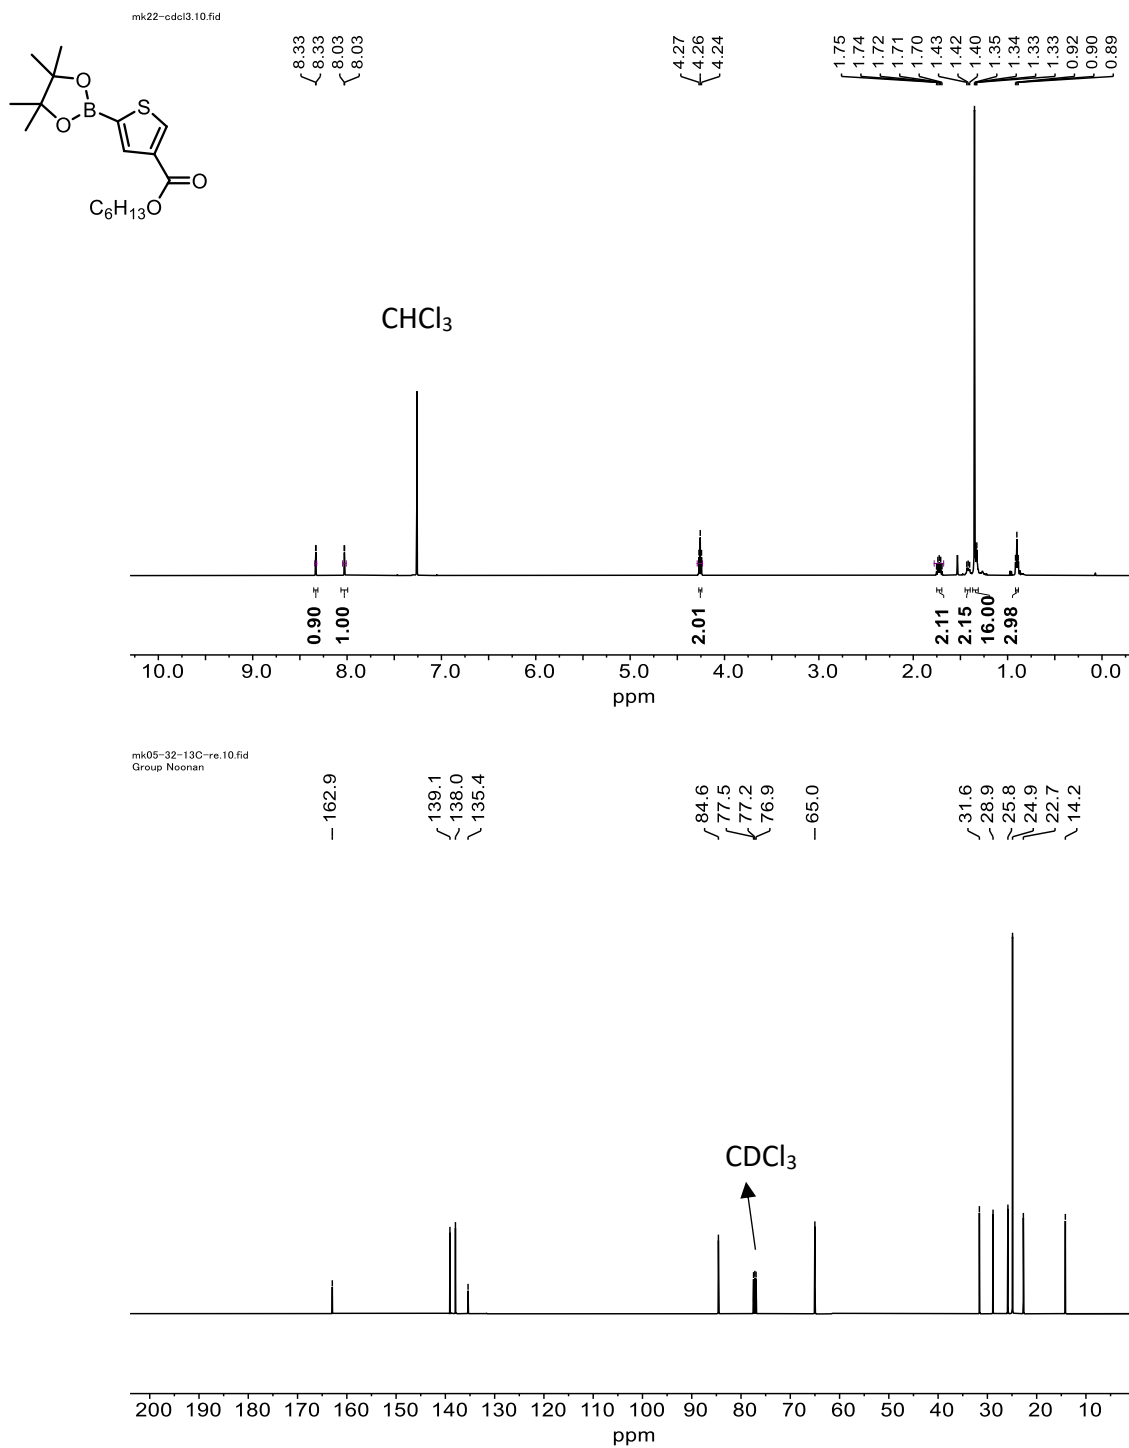 mk22-cdcl3.10.fid
8.33
8.33
8.03
8.03
4.27
4.26
4.24
1.75
1.74
1.72
1.71
1.70
1.43
1.42
1.40
1.35
1.34
1.33
1.33
0.92
0.90
0.89
O
S
B
O
O
C₆H₁₃O
CHCl₃
0.90
1.00
2.01
2.11
2.15
16.00
2.98
10.0 9.0 8.0 7.0 6.0 5.0 4.0 3.0 2.0 1.0 0.0
ppm
mk05-32-13C-re.10.fid
Group Noonan
162.9
139.1
138.0
135.4
84.6
77.5
77.2
76.9
65.0
31.6
28.9
25.8
24.9
22.7
14.2
CDCl₃
200 190 180 170 160 150 140 130 120 110 100 90 80 70 60 50 40 30 20 10
ppm